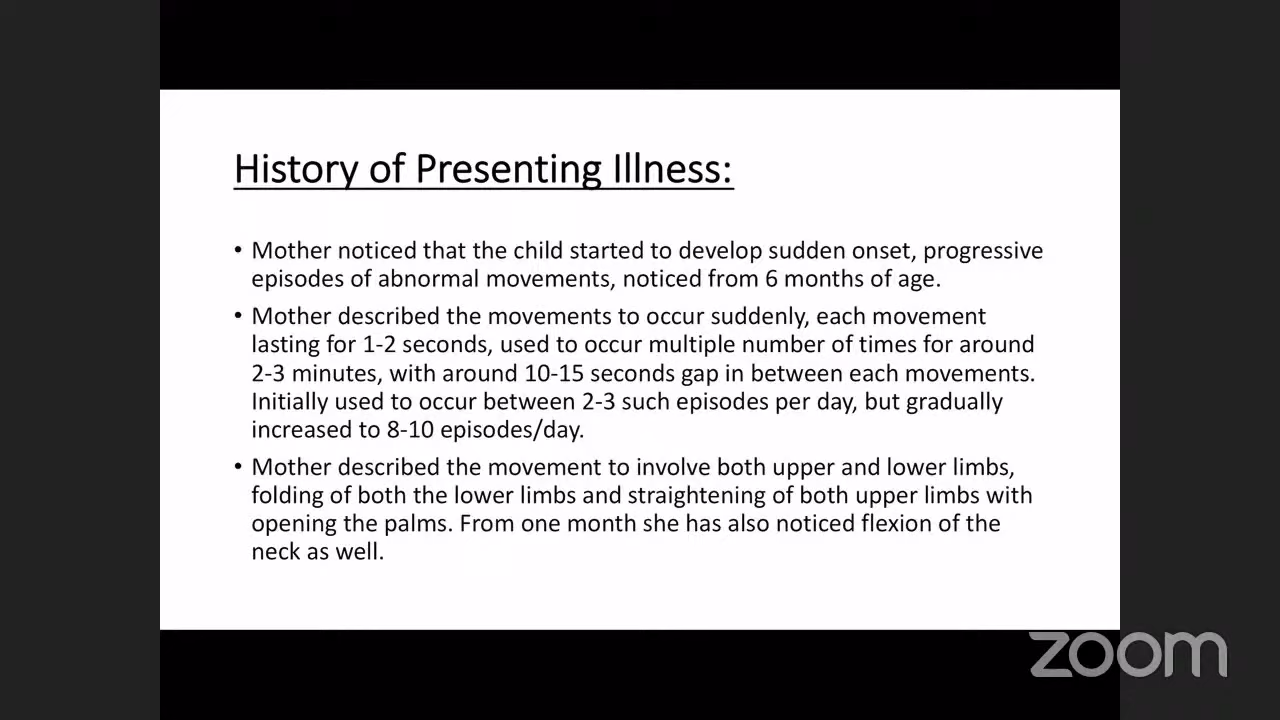 History of Presenting Illness:
• Mother noticed that the child started to develop sudden onset, progressive
episodes of abnormal movements, noticed from 6 months of age.
• Mother described the movements to occur suddenly, each movement
lasting for 1-2 seconds, used to occur multiple number of times for around
2-3 minutes, with around 10-15 seconds gap in between each movements.
Initially used to occur between 2-3 such episodes per day, but gradually
increased to 8-10 episodes/day.
• Mother described the movement to involve both upper and lower limbs,
folding of both the lower limbs and straightening of both upper limbs with
opening the palms. From one month she has also noticed flexion of the
neck as well.
zoom